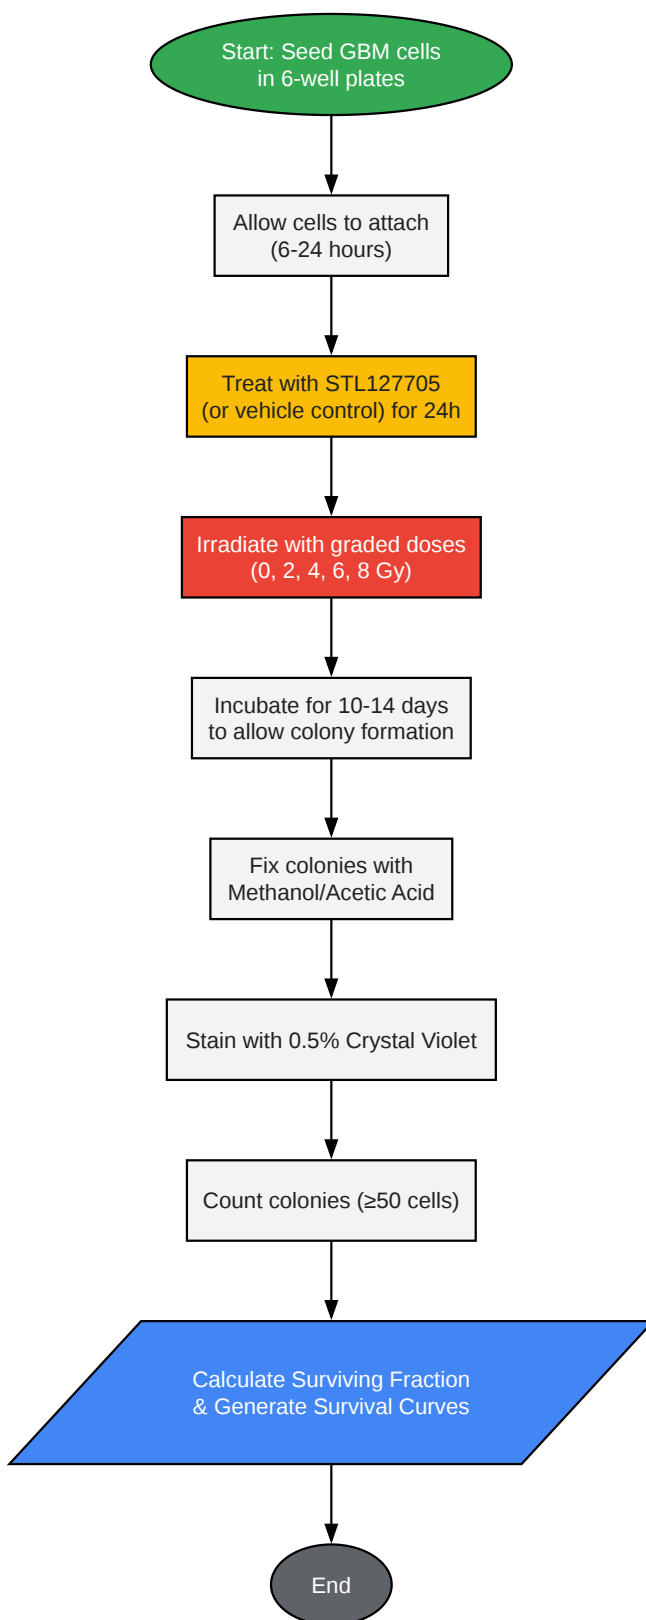 Start: Seed GBM cells
in 6-well plates
Allow cells to attach
(6-24 hours)
Treat with STL127705
(or vehicle control) for 24h
Irradiate with graded doses
(0, 2, 4, 6, 8 Gy)
Incubate for 10-14 days
to allow colony formation
Fix colonies with
Methanol/Acetic Acid
Stain with 0.5% Crystal Violet
Count colonies (≥50 cells)
Calculate Surviving Fraction
& Generate Survival Curves
End